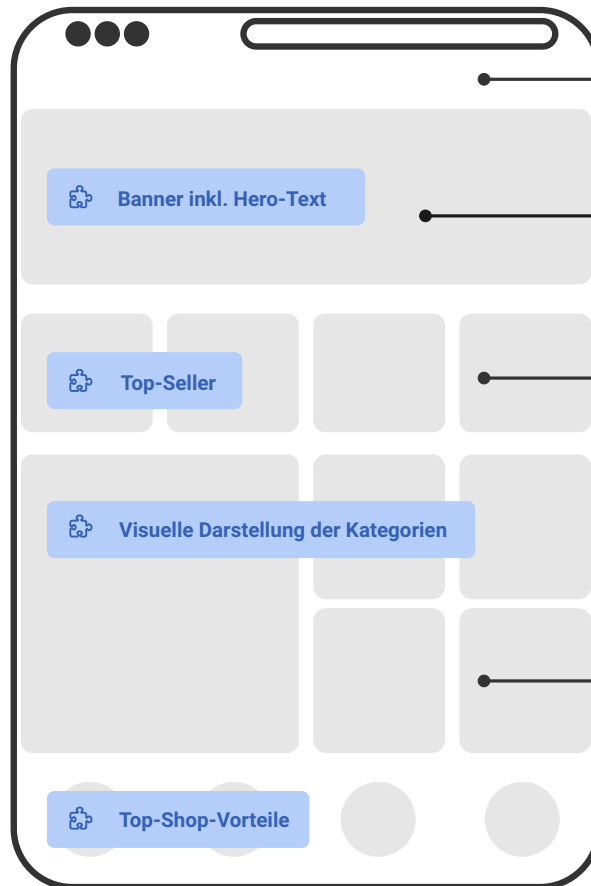 Banner inkl. Hero-Text
Top-Seller
Visuelle Darstellung der Kategorien
Top-Shop-Vorteile